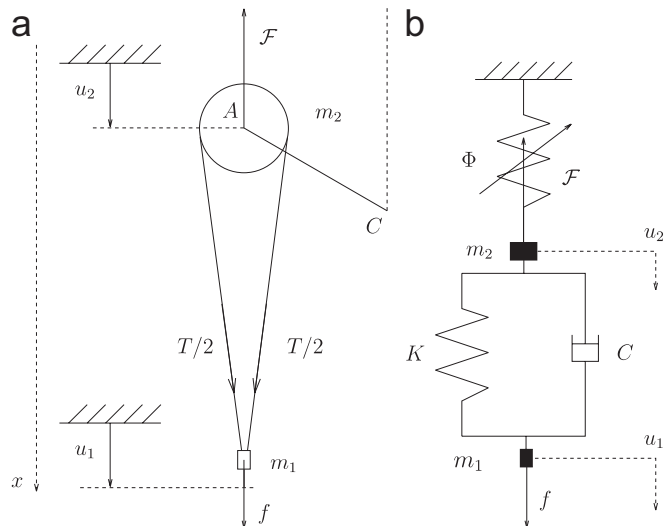 a
b
ℱ
u₂
A
m₂
Φ
ℱ
C
m₂
u₂
T/2
T/2
K
C
u₁
m₁
u₁
m₁
x
f
f